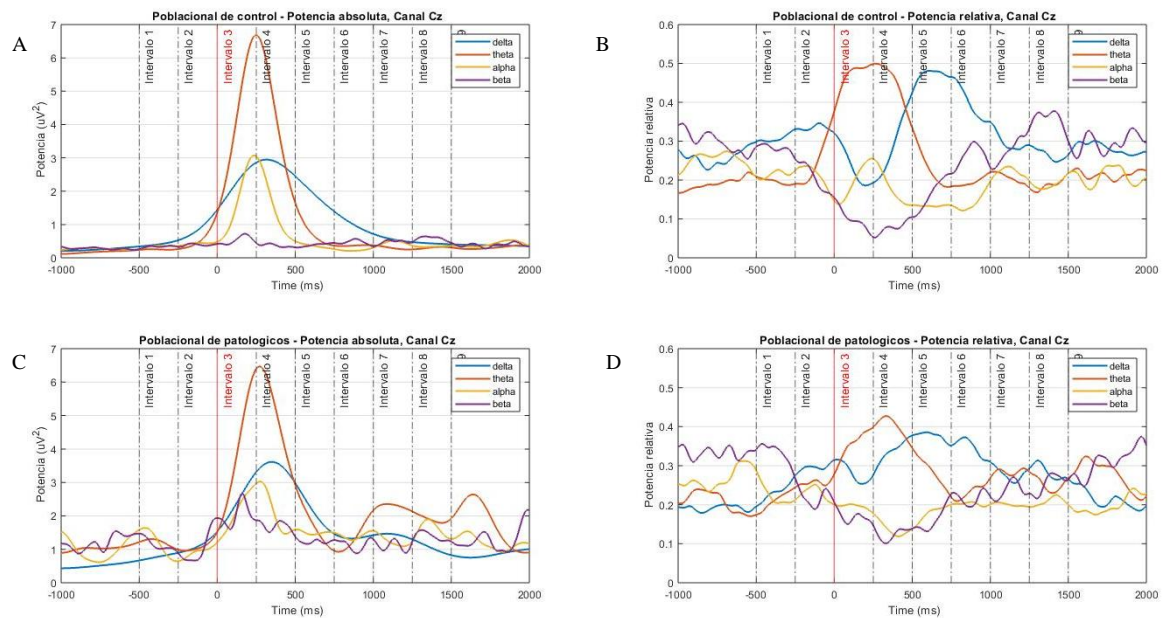 A
Poblacional de control - Potencia absoluta, Canal Cz
Potencia (uV²)
7
6
5
4
3
2
1
0
Intervalo 1
Intervalo 2
Intervalo 3
Intervalo 4
Intervalo 5
Intervalo 6
Intervalo 7
Intervalo 8
delta
theta
alpha
beta
-1000 -500 0 500 1000 1500 2000
Time (ms)
B
Poblacional de control - Potencia relativa, Canal Cz
Potencia relativa
0.6
0.5
0.4
0.3
0.2
0.1
0
Intervalo 1
Intervalo 2
Intervalo 3
Intervalo 4
Intervalo 5
Intervalo 6
Intervalo 7
Intervalo 8
delta
theta
alpha
beta
-1000 -500 0 500 1000 1500 2000
Time (ms)
C
Poblacional de patologicos - Potencia absoluta, Canal Cz
Potencia (uV²)
7
6
5
4
3
2
1
0
Intervalo 1
Intervalo 2
Intervalo 3
Intervalo 4
Intervalo 5
Intervalo 6
Intervalo 7
Intervalo 8
delta
theta
alpha
beta
-1000 -500 0 500 1000 1500 2000
Time (ms)
D
Poblacional de patologicos - Potencia relativa, Canal Cz
Potencia relativa
0.6
0.5
0.4
0.3
0.2
0.1
0
Intervalo 1
Intervalo 2
Intervalo 3
Intervalo 4
Intervalo 5
Intervalo 6
Intervalo 7
Intervalo 8
delta
theta
alpha
beta
-1000 -500 0 500 1000 1500 2000
Time (ms)